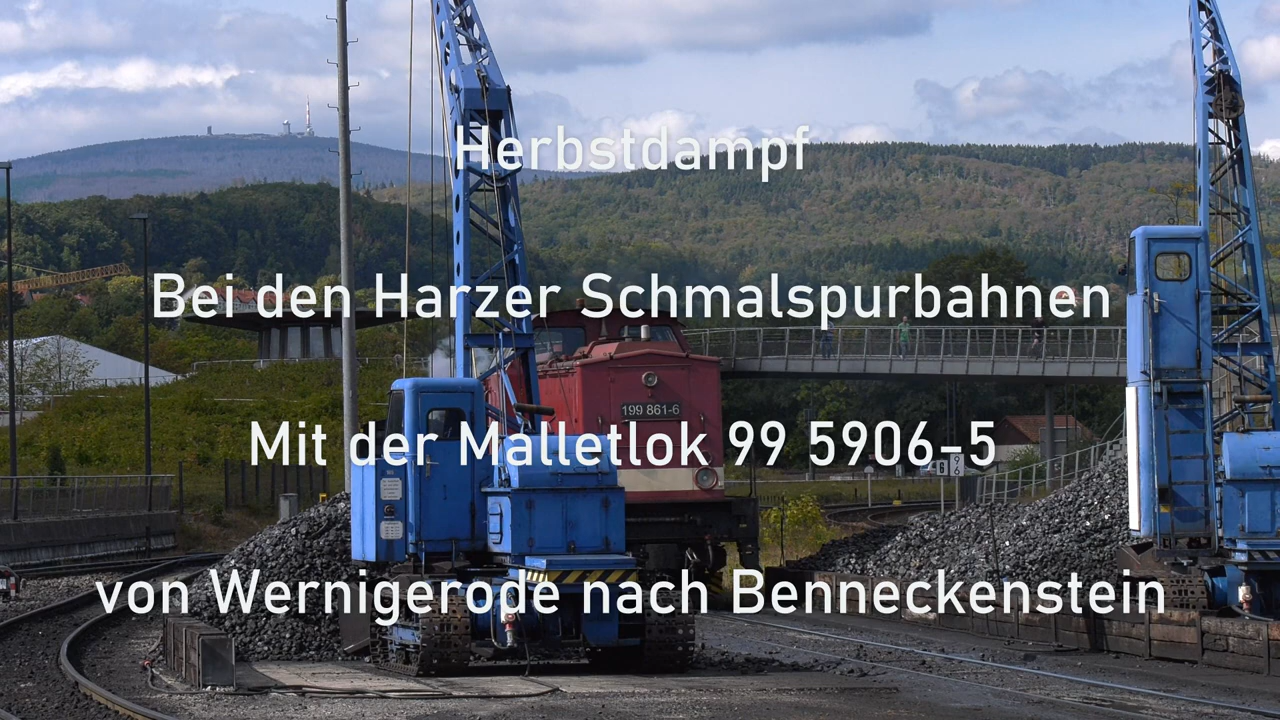 Herbstdampf
Bei den Harzer Schmalspurbahnen
199 861-6
Mit der Malletlok 99 5906-5
von Wernigerode nach Benneckenstein